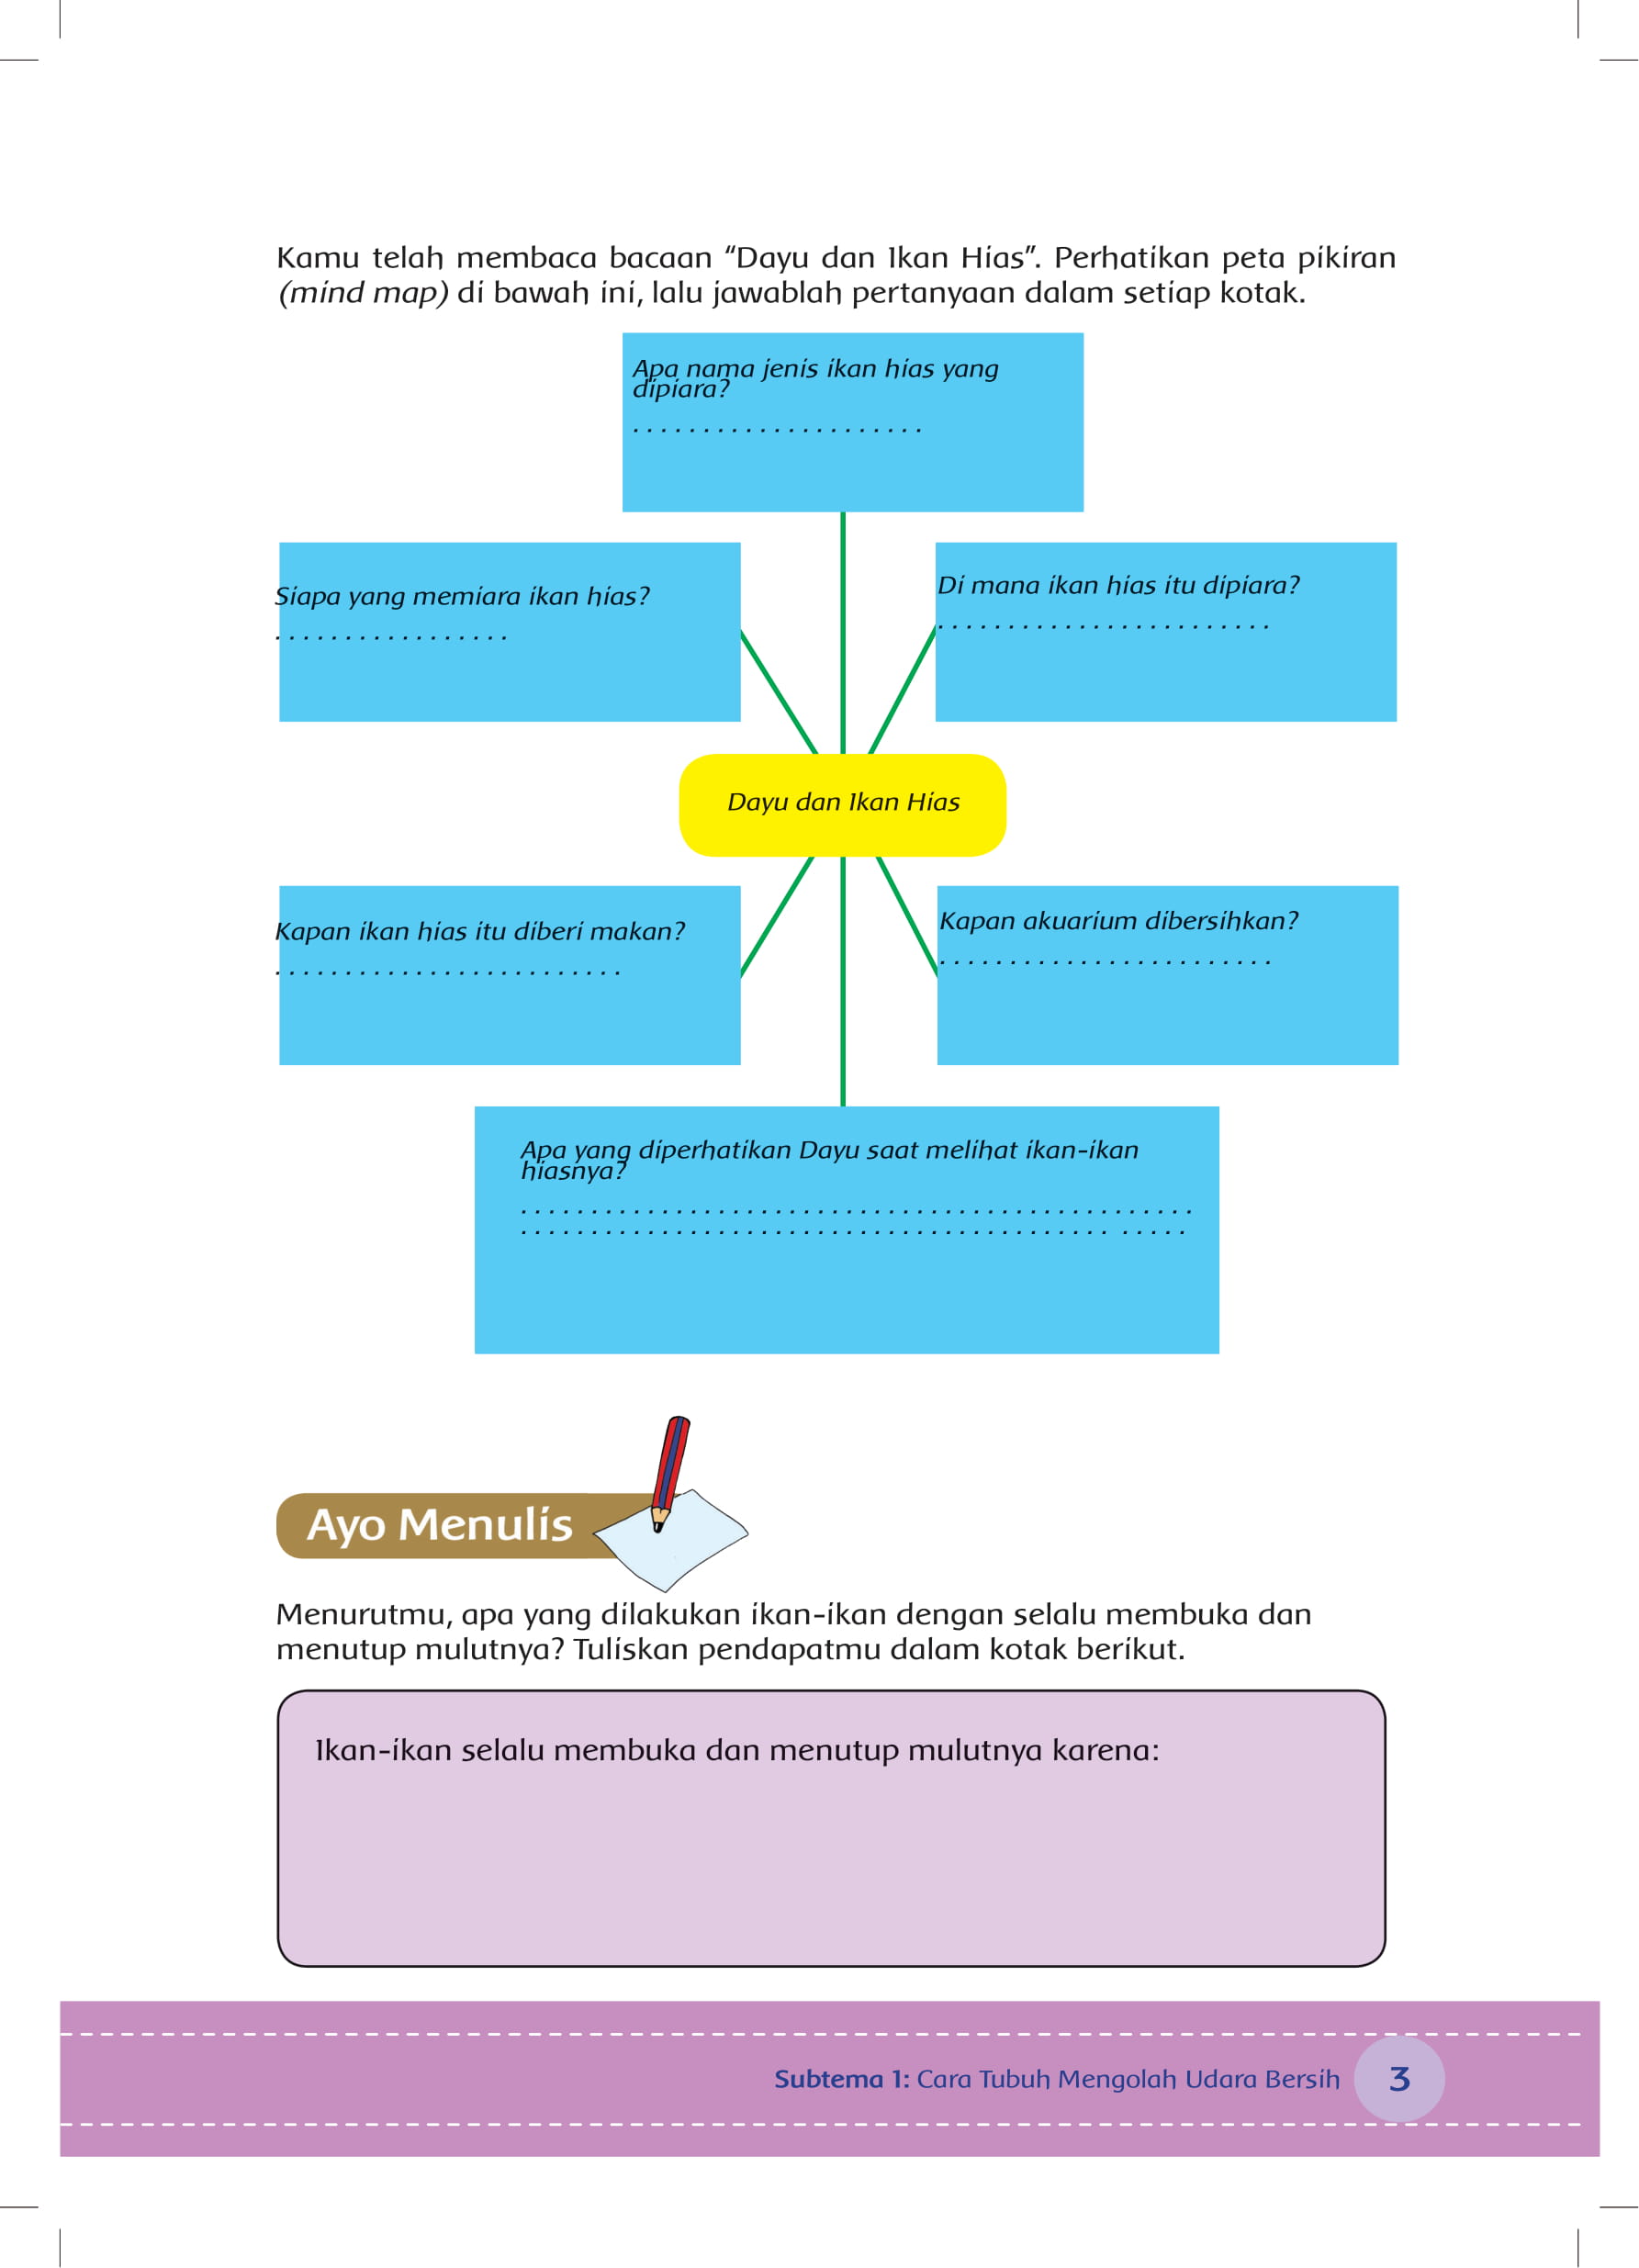 Kamu telah membaca bacaan “Dayu dan Ikan Hias”. Perhatikan peta pikiran
(mind map) di bawah ini, lalu jawablah pertanyaan dalam setiap kotak.
Apa nama jenis ikan hias yang
dipiara?
. . . . . . . . . . . . . . . . . . . . .
Siapa yang memiara ikan hias?
. . . . . . . . . . . . . . . . .
Di mana ikan hias itu dipiara?
. . . . . . . . . . . . . . . . . . . . . . . .
Dayu dan Ikan Hias
Kapan ikan hias itu diberi makan?
. . . . . . . . . . . . . . . . . . . . . . . . .
Kapan akuarium dibersihkan?
. . . . . . . . . . . . . . . . . . . . . . . .
Apa yang diperhatikan Dayu saat melihat ikan-ikan
hiasnya?
. . . . . . . . . . . . . . . . . . . . . . . . . . . . . . . . . . . . . . . . . . . . . . . .
. . . . . . . . . . . . . . . . . . . . . . . . . . . . . . . . . . . . . . . . . . . . . . .
Ayo Menulis
Menurutmu, apa yang dilakukan ikan-ikan dengan selalu membuka dan
menutup mulutnya? Tuliskan pendapatmu dalam kotak berikut.
Ikan-ikan selalu membuka dan menutup mulutnya karena:
Subtema 1: Cara Tubuh Mengolah Udara Bersih 3